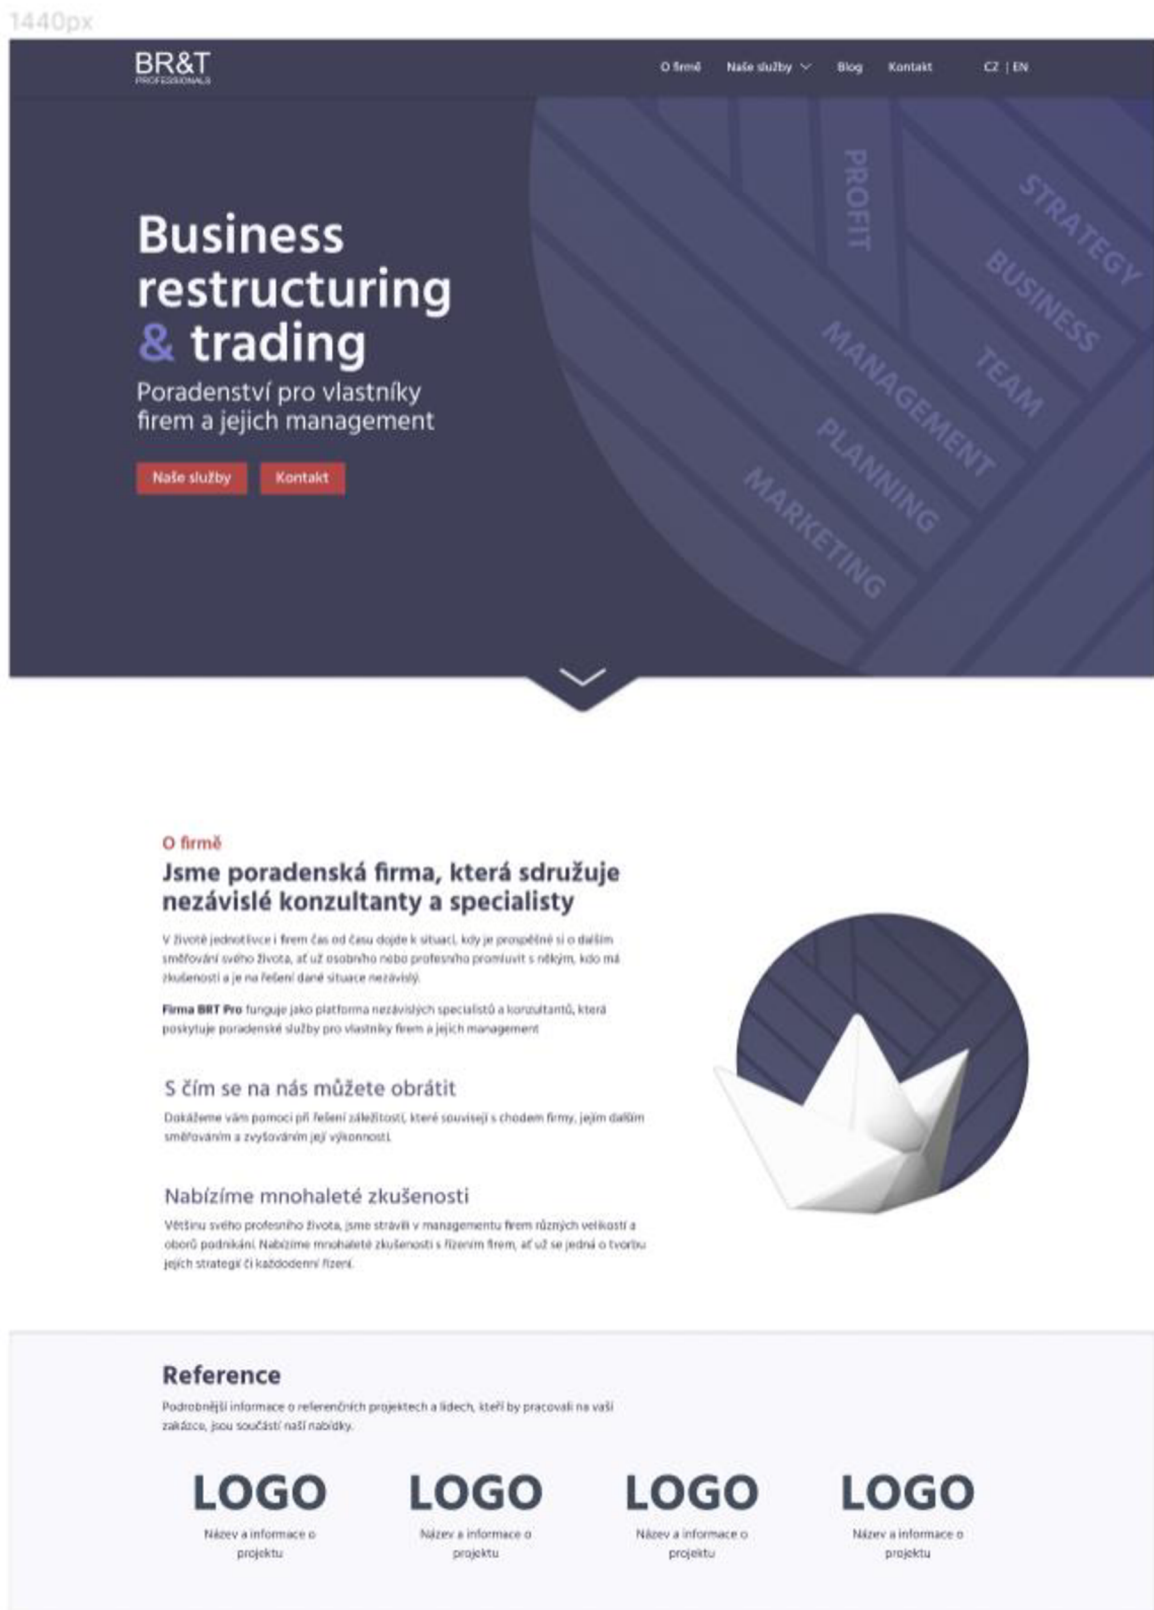 1440px
BR&T
PROFESSIONALS
O firmě Naše služby Blog Kontakt CZ | EN
PROFIT
STRATEGY
BUSINESS
TEAM
MANAGEMENT
PLANNING
MARKETING
Business
restructuring
& trading
Poradenství pro vlastníky
firem a jejich management
Naše služby Kontakt
O firmě
Jsme poradenská firma, která sdružuje
nezávislé konzultanty a specialisty
V životě jednotlivce i firem čas od času dojde k situaci, kdy je prospěšné si o dalším
směřování svého života, ať už osobního nebo profesního promluvit s někým, kdo má
zkušenosti a je na řešení dané situace nezávislý.
Firma BRT Pro funguje jako platforma nezávislých specialistů a konzultantů, která
poskytuje poradenské služby pro vlastníky firem a jejich management
S čím se na nás můžete obrátit
Dokážeme vám pomoci při řešení záležitostí, které souvisejí s chodem firmy, jejím dalším
směřováním a zvyšováním její výkonnosti.
Nabízíme mnohaleté zkušenosti
Většinu svého profesního života, jsme strávili v managementu firem různých velikostí a
oborů podnikání. Nabízíme mnohaleté zkušenosti s řízením firem, ať už se jedná o tvorbu
jejich strategií či každodenní řízení.
Reference
Podrobnější informace o referenčních projektech a lidech, kteří by pracovali na vaší
zakázce, jsou součástí naší nabídky.
LOGO LOGO LOGO LOGO
Název a informace o Název a informace o Název a informace o Název a informace o
projektu projektu projektu projektu